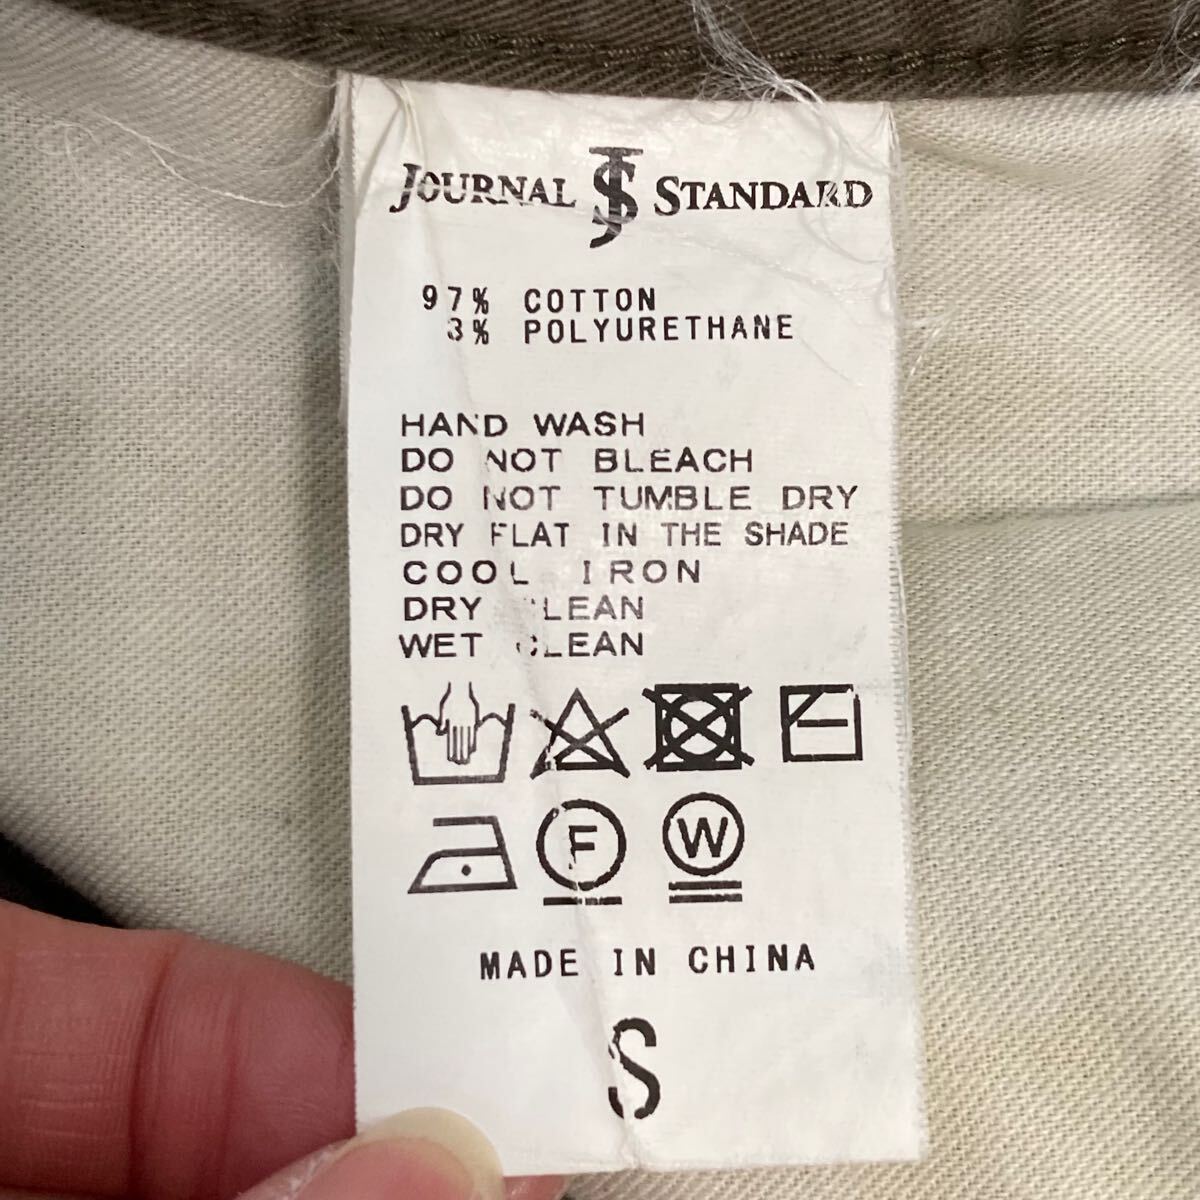 JOURNAL JS STANDARD
97% COTTON
3% POLYURETHANE
HAND WASH
DO NOT BLEACH
DO NOT TUMBLE DRY
DRY FLAT IN THE SHADE
COOL IRON
DRY CLEAN
WET CLEAN
F W
MADE IN CHINA
S